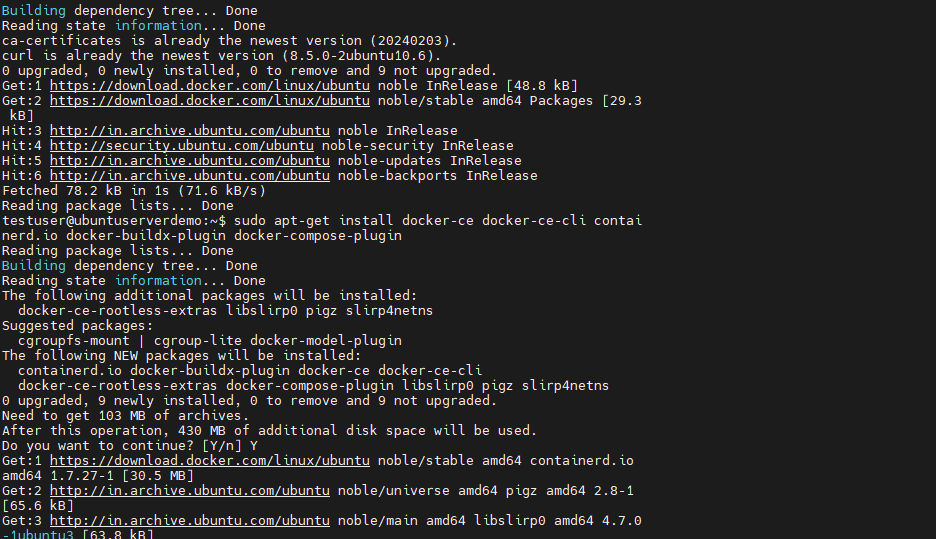 Building dependency tree... Done
Reading state information... Done
ca-certificates is already the newest version (20240203).
curl is already the newest version (8.5.0-2ubuntu10.6).
0 upgraded, 0 newly installed, 0 to remove and 9 not upgraded.
Get:1 https://download.docker.com/linux/ubuntu noble InRelease [48.8 kB]
Get:2 https://download.docker.com/linux/ubuntu noble/stable amd64 Packages [29.3
 kB]
Hit:3 http://in.archive.ubuntu.com/ubuntu noble InRelease
Hit:4 http://security.ubuntu.com/ubuntu noble-security InRelease
Hit:5 http://in.archive.ubuntu.com/ubuntu noble-updates InRelease
Hit:6 http://in.archive.ubuntu.com/ubuntu noble-backports InRelease
Fetched 78.2 kB in 1s (71.6 kB/s)
Reading package lists... Done
testuser@ubuntuserverdemo:~$ sudo apt-get install docker-ce docker-ce-cli contai
nerd.io docker-buildx-plugin docker-compose-plugin
Reading package lists... Done
Building dependency tree... Done
Reading state information... Done
The following additional packages will be installed:
  docker-ce-rootless-extras libslirp0 pigz slirp4netns
Suggested packages:
  cgroupfs-mount | cgroup-lite docker-model-plugin
The following NEW packages will be installed:
  containerd.io docker-buildx-plugin docker-ce docker-ce-cli
  docker-ce-rootless-extras docker-compose-plugin libslirp0 pigz slirp4netns
0 upgraded, 9 newly installed, 0 to remove and 9 not upgraded.
Need to get 103 MB of archives.
After this operation, 430 MB of additional disk space will be used.
Do you want to continue? [Y/n] Y
Get:1 https://download.docker.com/linux/ubuntu noble/stable amd64 containerd.io
amd64 1.7.27-1 [30.5 MB]
Get:2 http://in.archive.ubuntu.com/ubuntu noble/universe amd64 pigz amd64 2.8-1
[65.6 kB]
Get:3 http://in.archive.ubuntu.com/ubuntu noble/main amd64 libslirp0 amd64 4.7.0
-1ubuntu3 [63.8 kB]